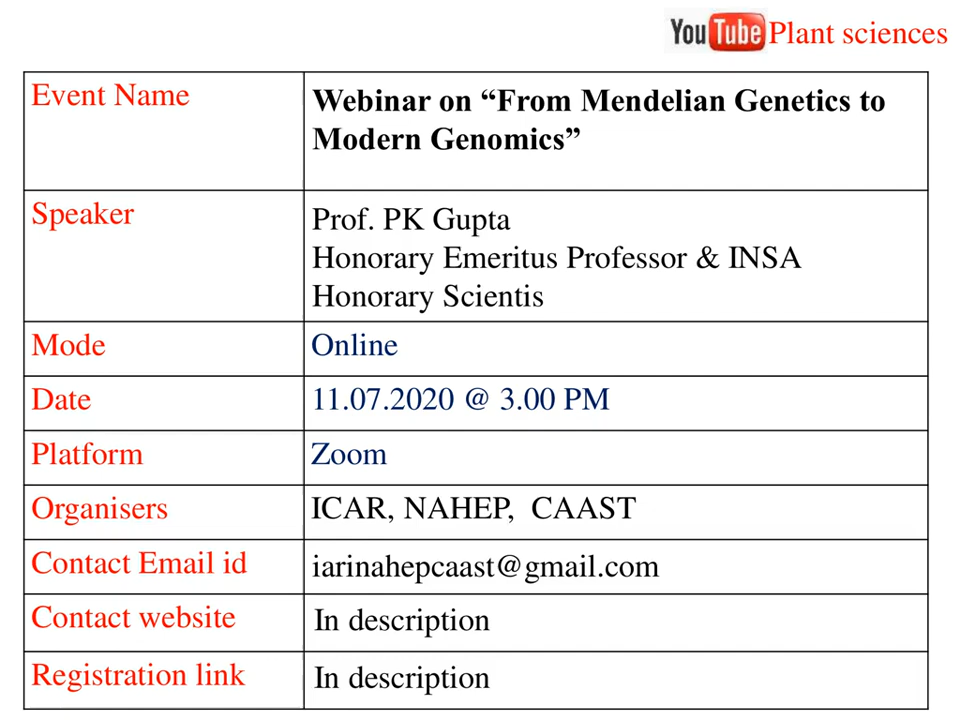 YouTube Plant sciences
Event Name
Webinar on “From Mendelian Genetics to
Modern Genomics”
Speaker
Prof. PK Gupta
Honorary Emeritus Professor & INSA
Honorary Scientis
Mode
Online
Date
11.07.2020 @ 3.00 PM
Platform
Zoom
Organisers
ICAR, NAHEP, CAAST
Contact Email id
iarinahepcaast@gmail.com
Contact website
In description
Registration link
In description